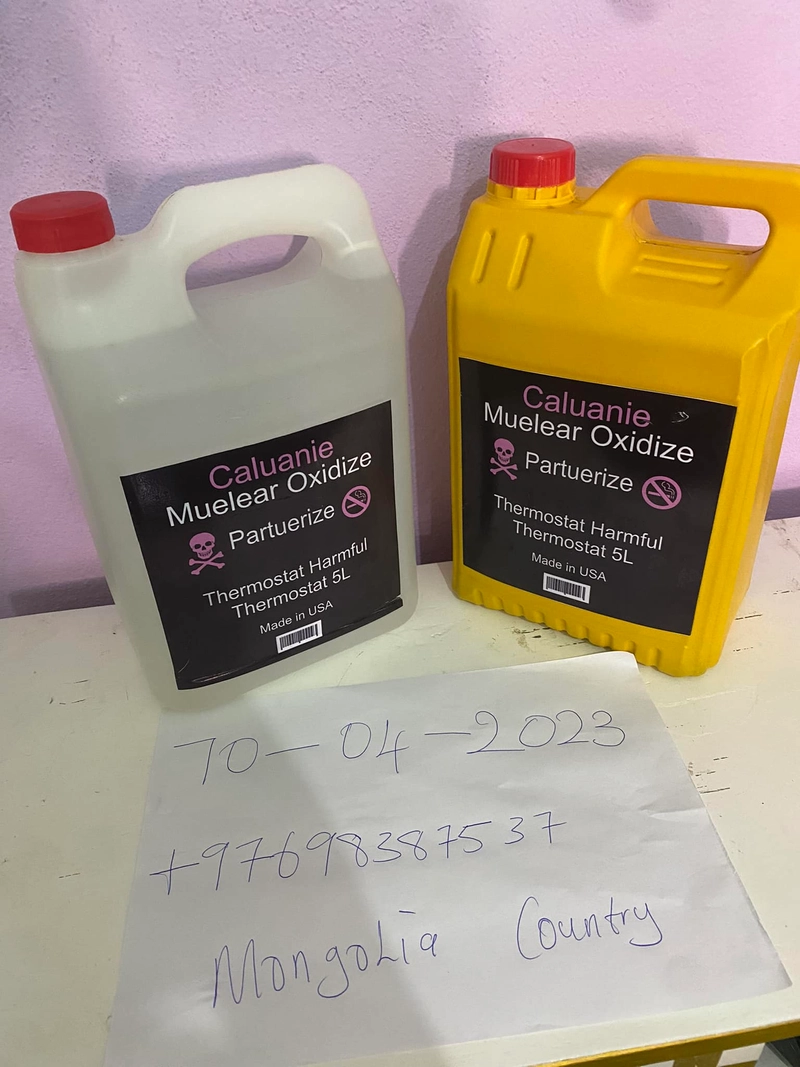 Caluanie
Muelear Oxidize
Partuerize
Thermostat Harmful
Thermostat 5L
Made in USA
Caluanie
Muelear Oxidize
Partuerize
Thermostat Harmful
Thermostat 5L
Made in USA
70-04-2023
+97698387537
Mongolia Country